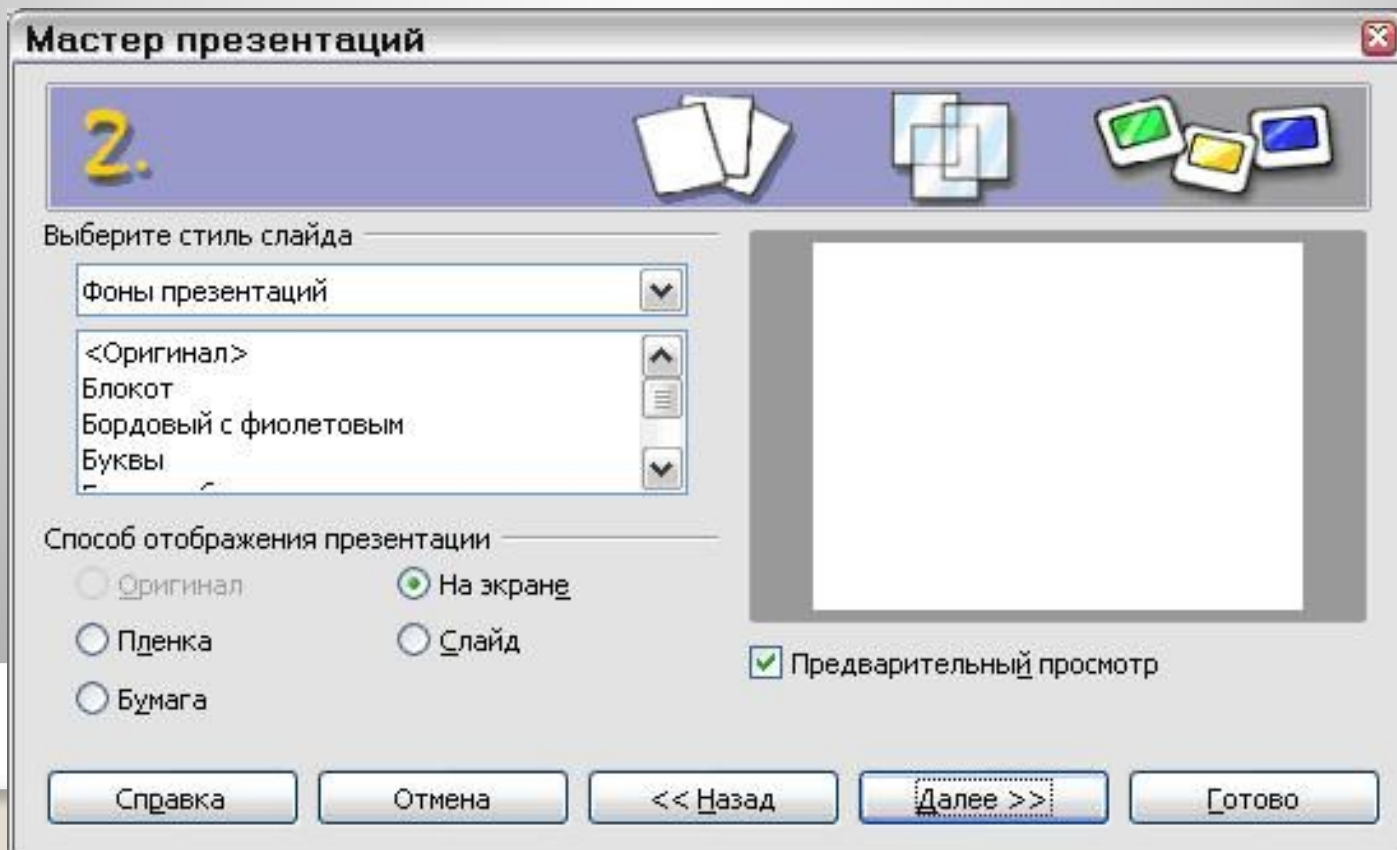 Мастер презентаций
2.
Выберите стиль слайда
Фоны презентаций
<Оригинал>
Блокот
Бордовый с фиолетовым
Буквы
Способ отображения презентации
Оригинал
На экране
Пленка
Слайд
Бумага
Предварительный просмотр
Справка
Отмена
<< Назад
Далее >>
Готово